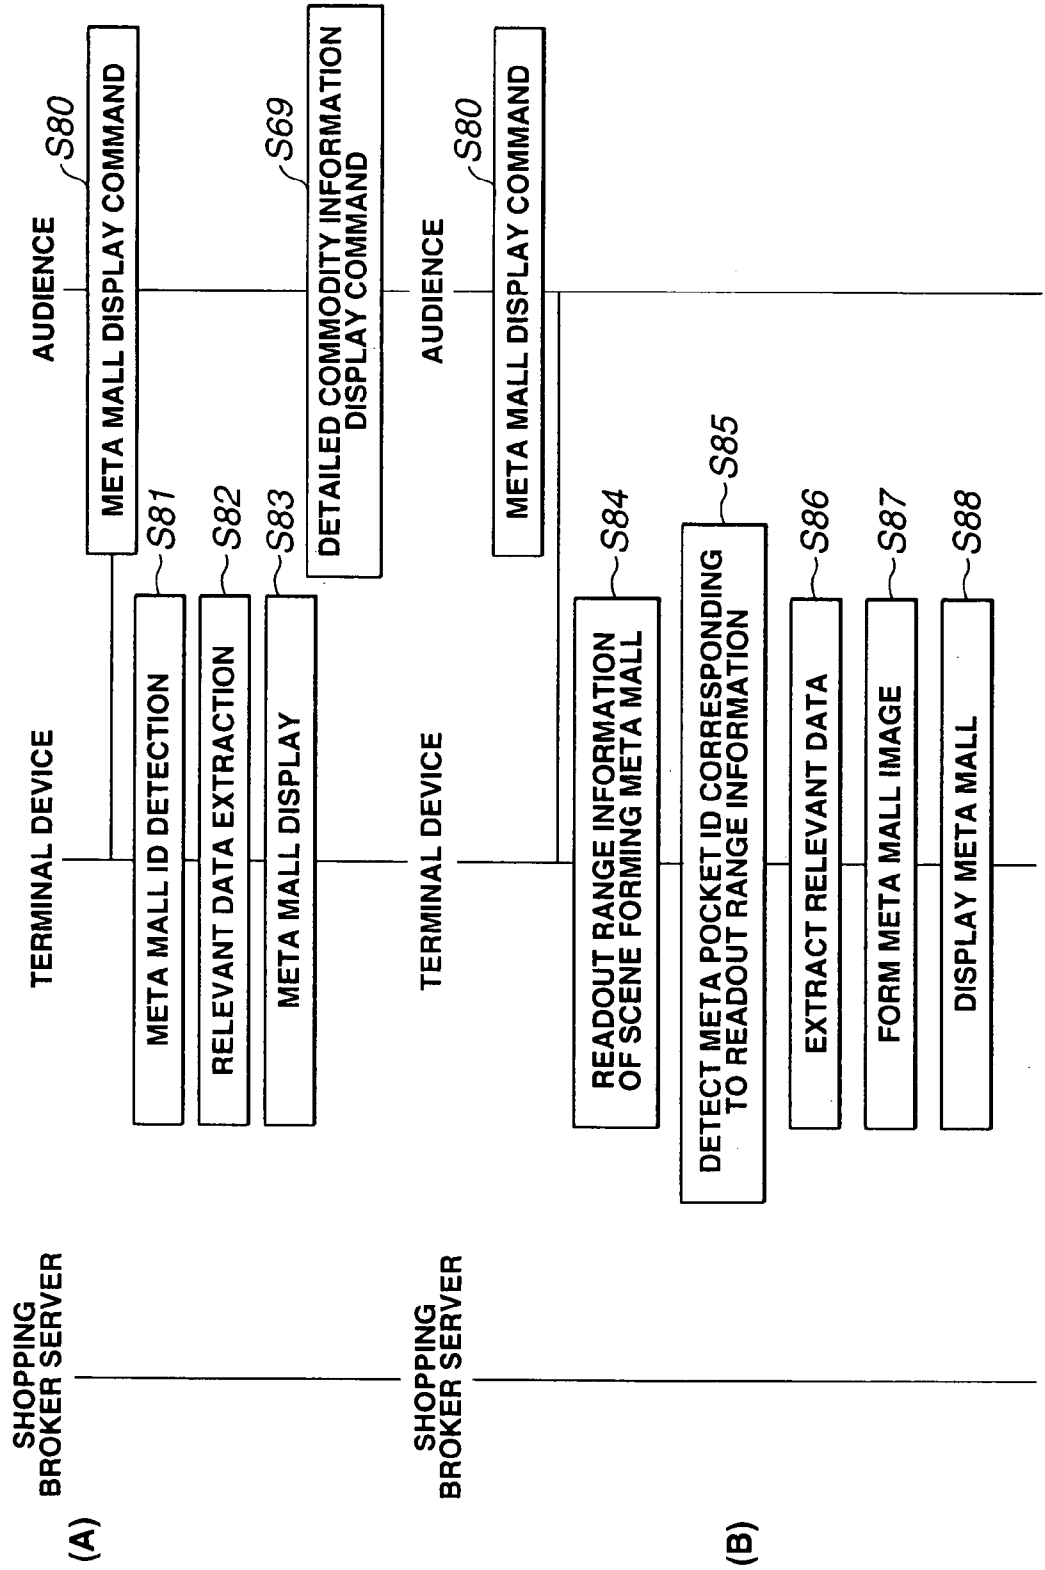 (A)
SHOPPING
BROKER SERVER
TERMINAL DEVICE
AUDIENCE
META MALL DISPLAY COMMAND
S80
META MALL ID DETECTION
S81
RELEVANT DATA EXTRACTION
S82
META MALL DISPLAY
S83
DETAILED COMMODITY INFORMATION
DISPLAY COMMAND
S69
(B)
SHOPPING
BROKER SERVER
TERMINAL DEVICE
AUDIENCE
META MALL DISPLAY COMMAND
S80
READOUT RANGE INFORMATION
OF SCENE FORMING META MALL
S84
DETECT META POCKET ID CORRESPONDING
TO READOUT RANGE INFORMATION
S85
EXTRACT RELEVANT DATA
S86
FORM META MALL IMAGE
S87
DISPLAY META MALL
S88